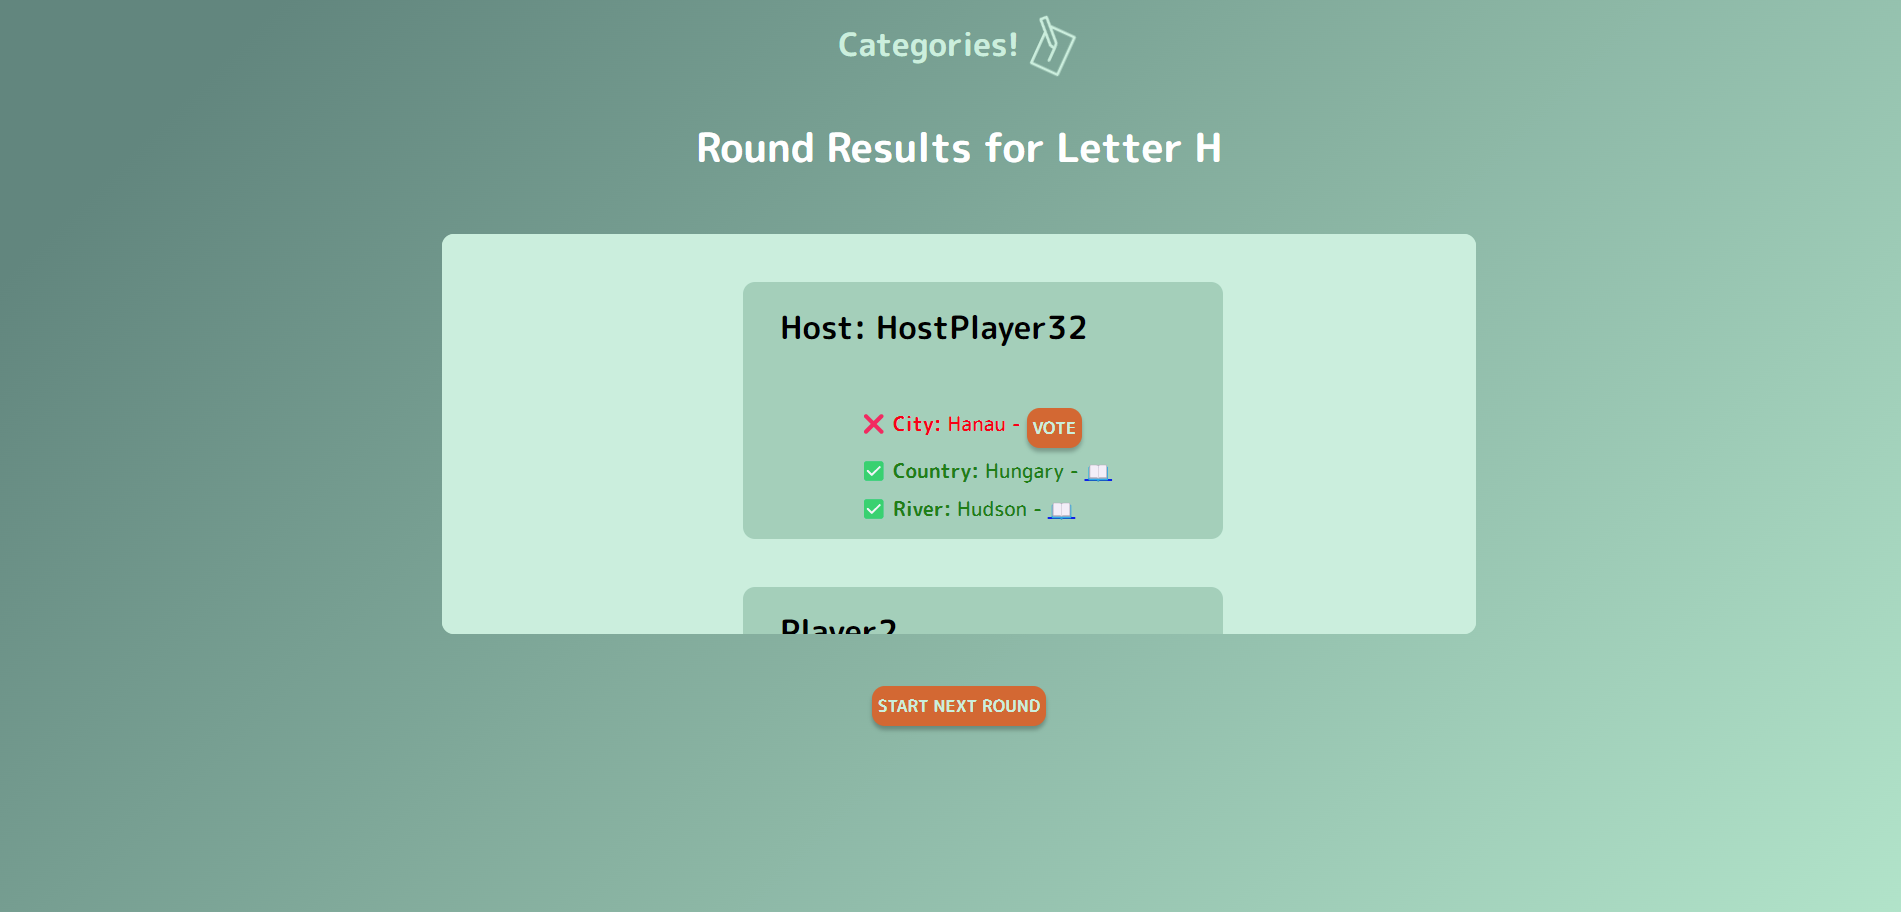 Categories!
Round Results for Letter H
Host: HostPlayer32
City: Hanau - VOTE
Country: Hungary -
River: Hudson -
Player2
START NEXT ROUND